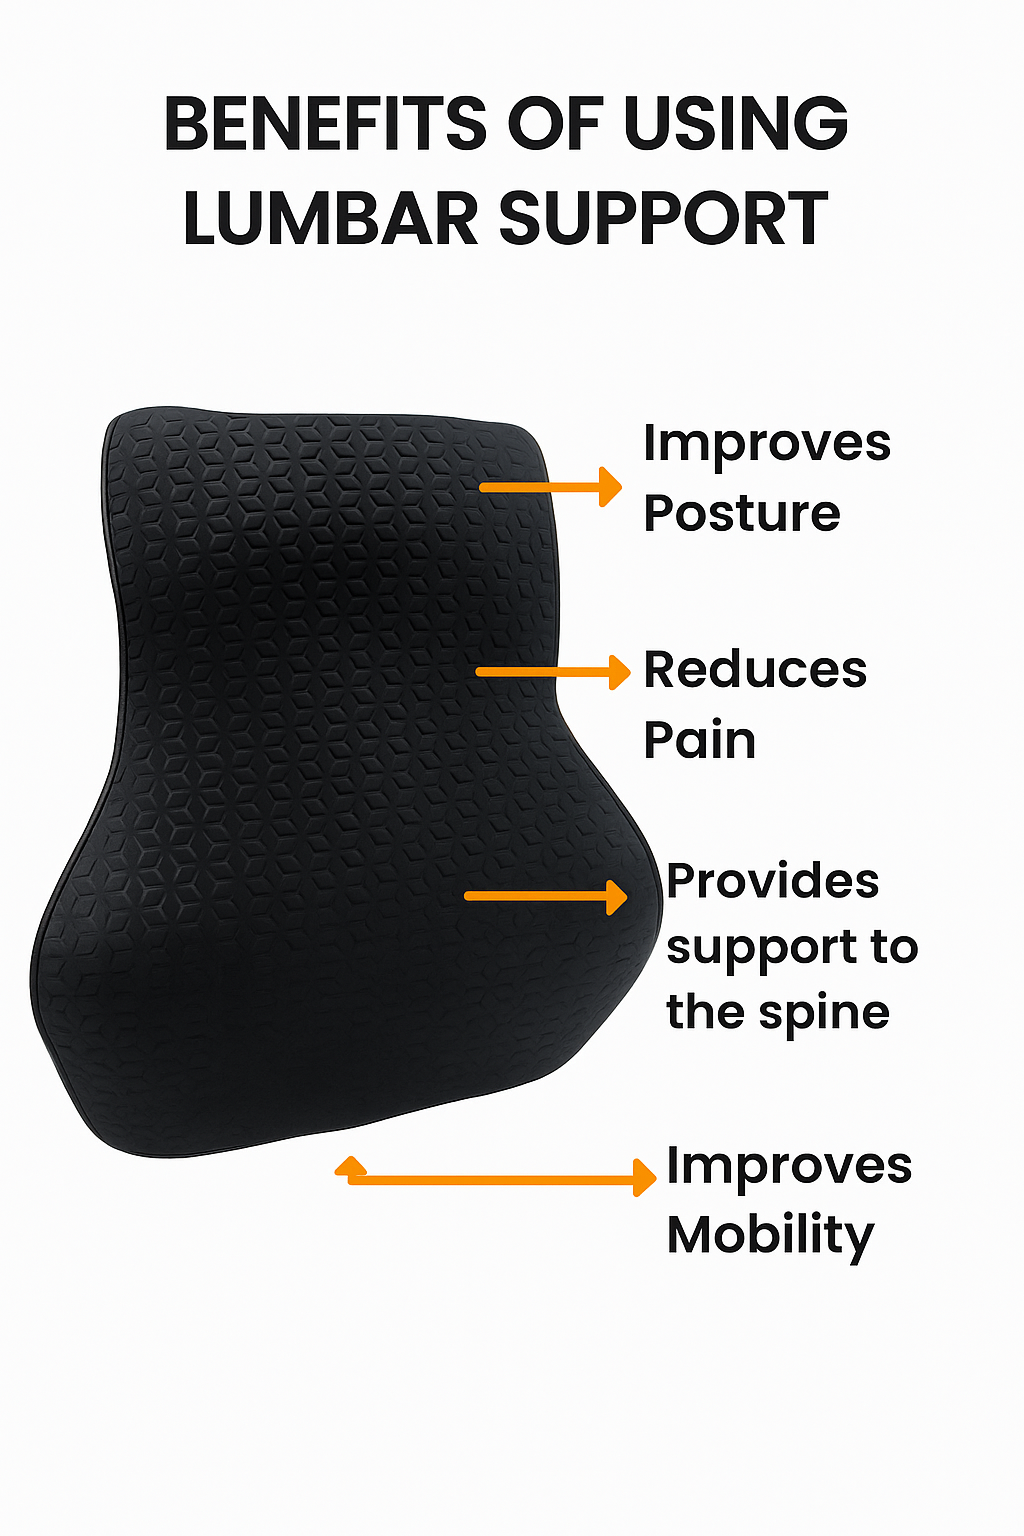 BENEFITS OF USING
LUMBAR SUPPORT
Improves
Posture
Reduces
Pain
Provides
support to
the spine
Improves
Mobility